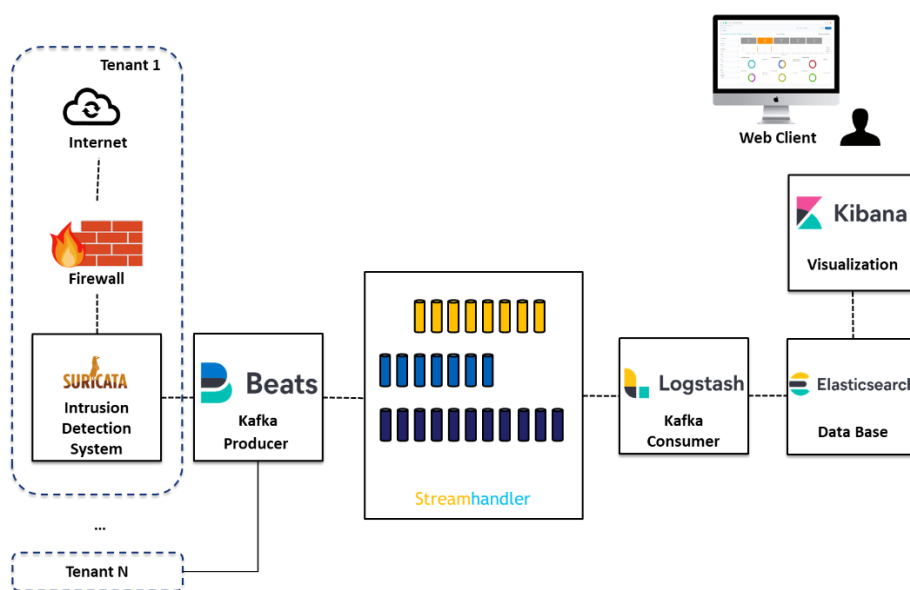 Tenant 1
Internet
Firewall
SURICATA
Intrusion
Detection
System
...
Tenant N
Beats
Kafka
Producer
Streamhandler
Logstash
Kafka
Consumer
Elasticsearch
Data Base
Kibana
Visualization
Web Client